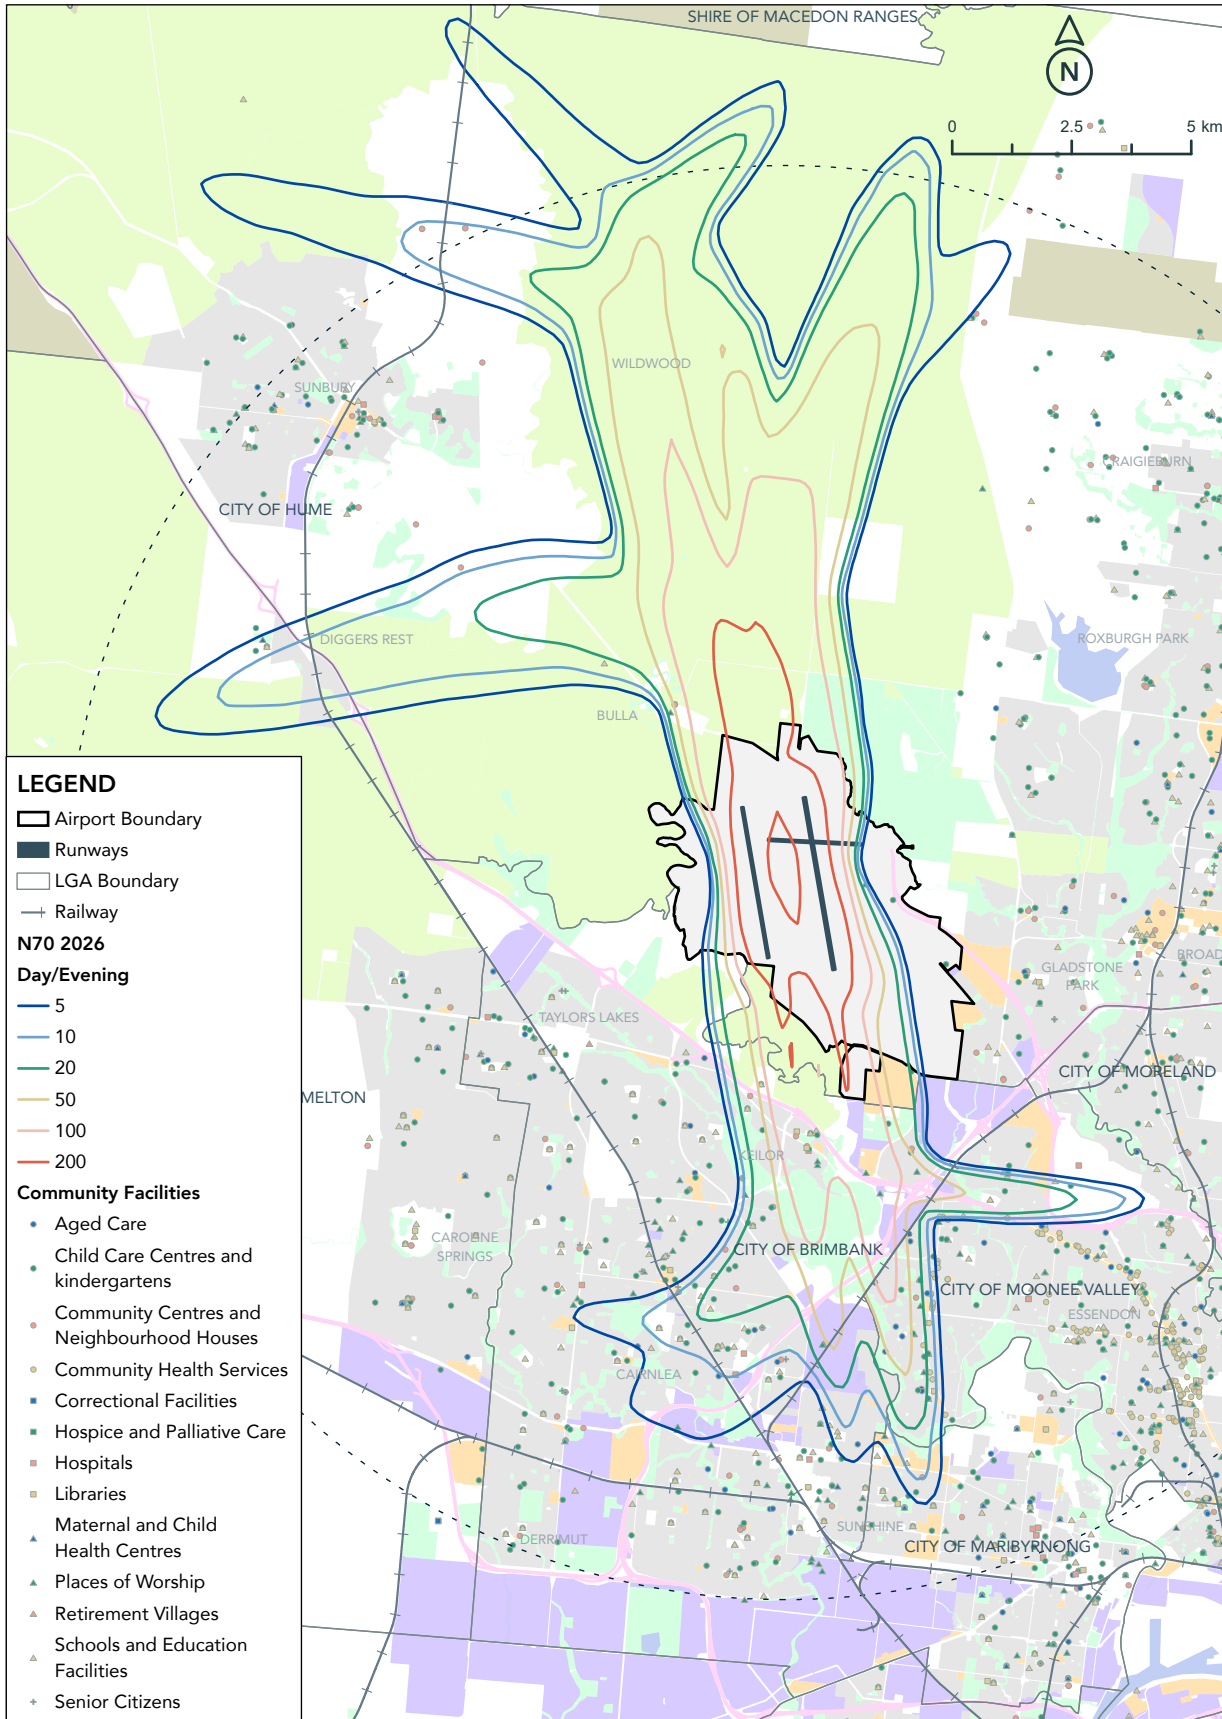 SHIRE OF MACEDON RANGES
N
0 2.5 5 km
WILDWOOD
SUNBURY
CRAIGIEBURN
CITY OF HUME
DIGGERS REST
ROXBURGH PARK
BULLA
LEGEND
Airport Boundary
Runways
LGA Boundary
Railway
N70 2026
Day/Evening
5
10
20
50
100
200
Community Facilities
Aged Care
Child Care Centres and
kindergartens
Community Centres and
Neighbourhood Houses
Community Health Services
Correctional Facilities
Hospice and Palliative Care
Hospitals
Libraries
Maternal and Child
Health Centres
Places of Worship
Retirement Villages
Schools and Education
Facilities
Senior Citizens
BROAD
GLADSTONE
PARK
TAYLORS LAKES
CITY OF MORELAND
MELTON
KEILOR
CAROLINE
SPRINGS
CITY OF BRIMBANK
CITY OF MOONEE VALLEY
ESSENDON
CAIRNLEA
SUNSHINE
DERRIMUT
CITY OF MARIBYRNONG